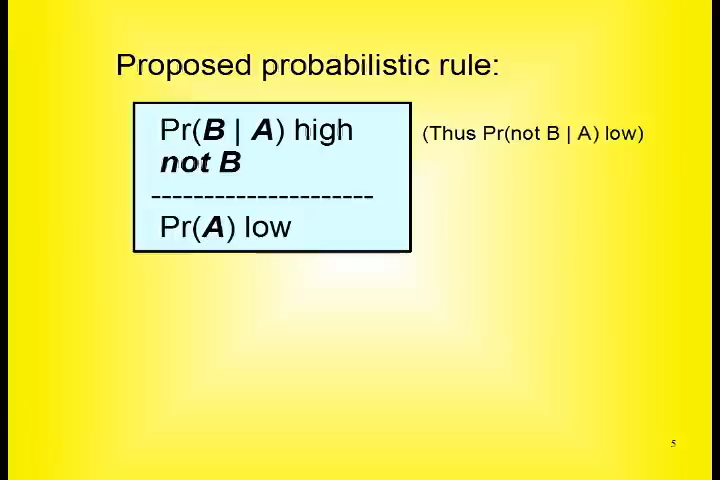 Proposed probabilistic rule:
Pr(B | A) high
(Thus Pr(not B | A) low)
not B
---------------------
Pr(A) low
5